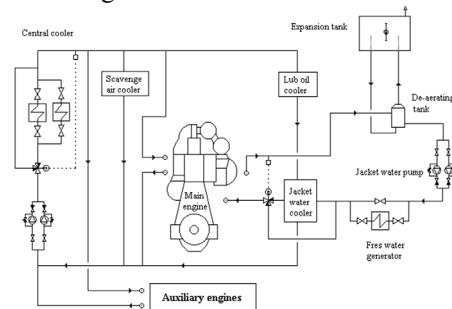 Expansion tank
Central cooler
Scavenge
air cooler
Lub oil
cooler
De-aerating
tank
Main
engine
Jacket
water
cooler
Jacket water pump
Fres water
generator
Auxiliary engines